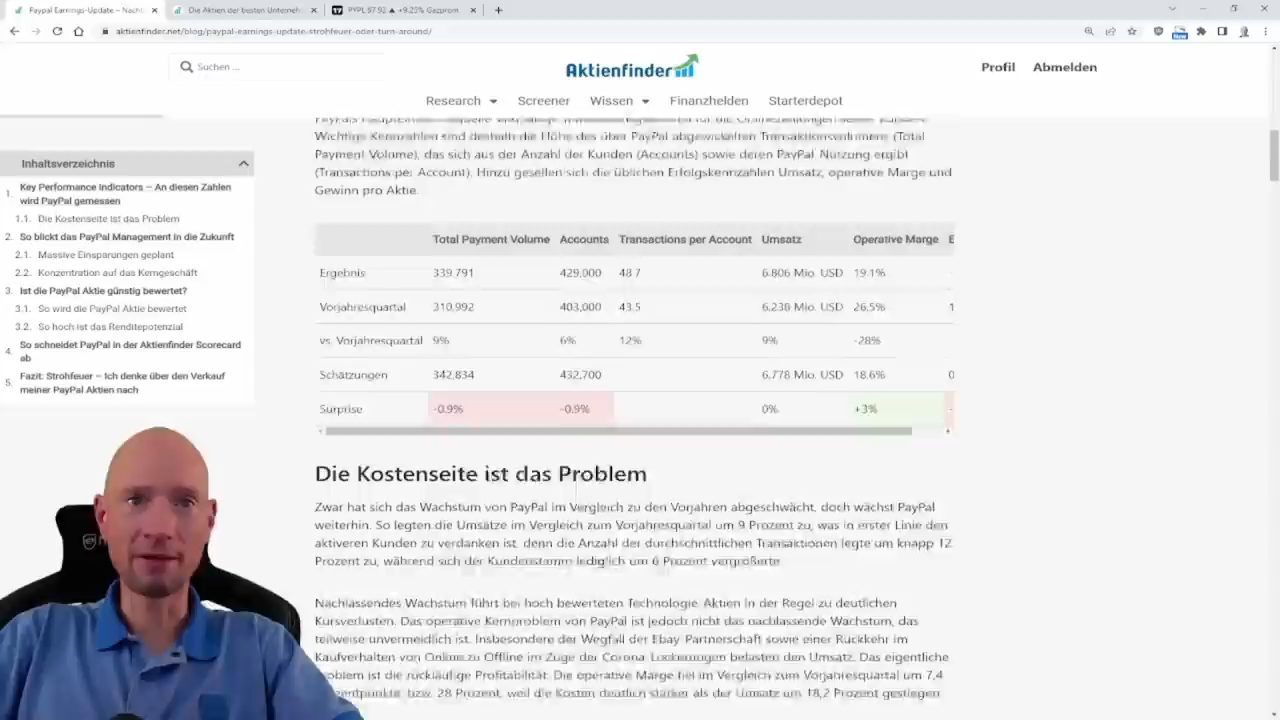 Paypal Earnings-Update – Nach
Die Aktien der besten Unterneh
PYPL 97.92 ▲ +9.23% Gazprom
aktienfinder.net/blog/paypal-earnings-update-strohfeuer-oder-turn-around/
Suchen ...
Aktienfinder
Profil
Abmelden
Research
Screener
Wissen
Finanzhelden
Starterdepot
Inhaltsverzeichnis
1. Key Performance Indicators – An diesen Zahlen
wird PayPal gemessen
1.1. Die Kostenseite ist das Problem
2. So blickt das PayPal Management in die Zukunft
2.1. Massive Einsparungen geplant
2.2. Konzentration auf das Kerngeschäft
3. Ist die PayPal Aktie günstig bewertet?
3.1. So wird die PayPal Aktie bewertet
3.2. So hoch ist das Renditepotenzial
4. So schneidet PayPal in der Aktienfinder Scorecard
ab
5. Fazit: Strohfeuer – Ich denke über den Verkauf
meiner PayPal Aktien nach
Wichtige Kennzahlen sind deshalb die Höhe des über PayPal abgewickelten Transaktionsvolumens (Total
Payment Volume), das sich aus der Anzahl der Kunden (Accounts) sowie deren PayPal Nutzung ergibt
(Transactions per Account). Hinzu gesellen sich die üblichen Erfolgskennzahlen Umsatz, operative Marge und
Gewinn pro Aktie.
Total Payment Volume Accounts Transactions per Account Umsatz Operative Marge E
Ergebnis 339.791 429,000 48.7 6.806 Mio. USD 19.1%
Vorjahresquartal 310,992 403,000 43.5 6.238 Mio. USD 26.5% 1
vs. Vorjahresquartal 9% 6% 12% 9% -28%
Schätzungen 342,834 432,700 6.778 Mio. USD 18.6% 0
Surprise -0.9% -0.9% 0% +3% -
Die Kostenseite ist das Problem
Zwar hat sich das Wachstum von PayPal im Vergleich zu den Vorjahren abgeschwächt, doch wächst PayPal
weiterhin. So legten die Umsätze im Vergleich zum Vorjahresquartal um 9 Prozent zu, was in erster Linie den
aktiveren Kunden zu verdanken ist, denn die Anzahl der durchschnittlichen Transaktionen legte um knapp 12
Prozent zu, während sich der Kundenstamm lediglich um 6 Prozent vergrößerte
Nachlassendes Wachstum führt bei hoch bewerteten Technologie Aktien in der Regel zu deutlichen
Kursverlusten. Das operative Kernproblem von PayPal ist jedoch nicht das nachlassende Wachstum, das
teilweise unvermeidlich ist. Insbesondere der Wegfall der Ebay Partnerschaft sowie einer Rückkehr im
Kaufverhalten von Online zu Offline im Zuge der Corona Lockerungen belasten den Umsatz. Das eigentliche
Problem ist die rückläufige Profitabilität. Die operative Marge fiel im Vergleich zum Vorjahresquartal um 7,4
bzw. 28 Prozent, weil die Kosten deutlich stärker als der Umsatz um 18,2 Prozent gestiegen